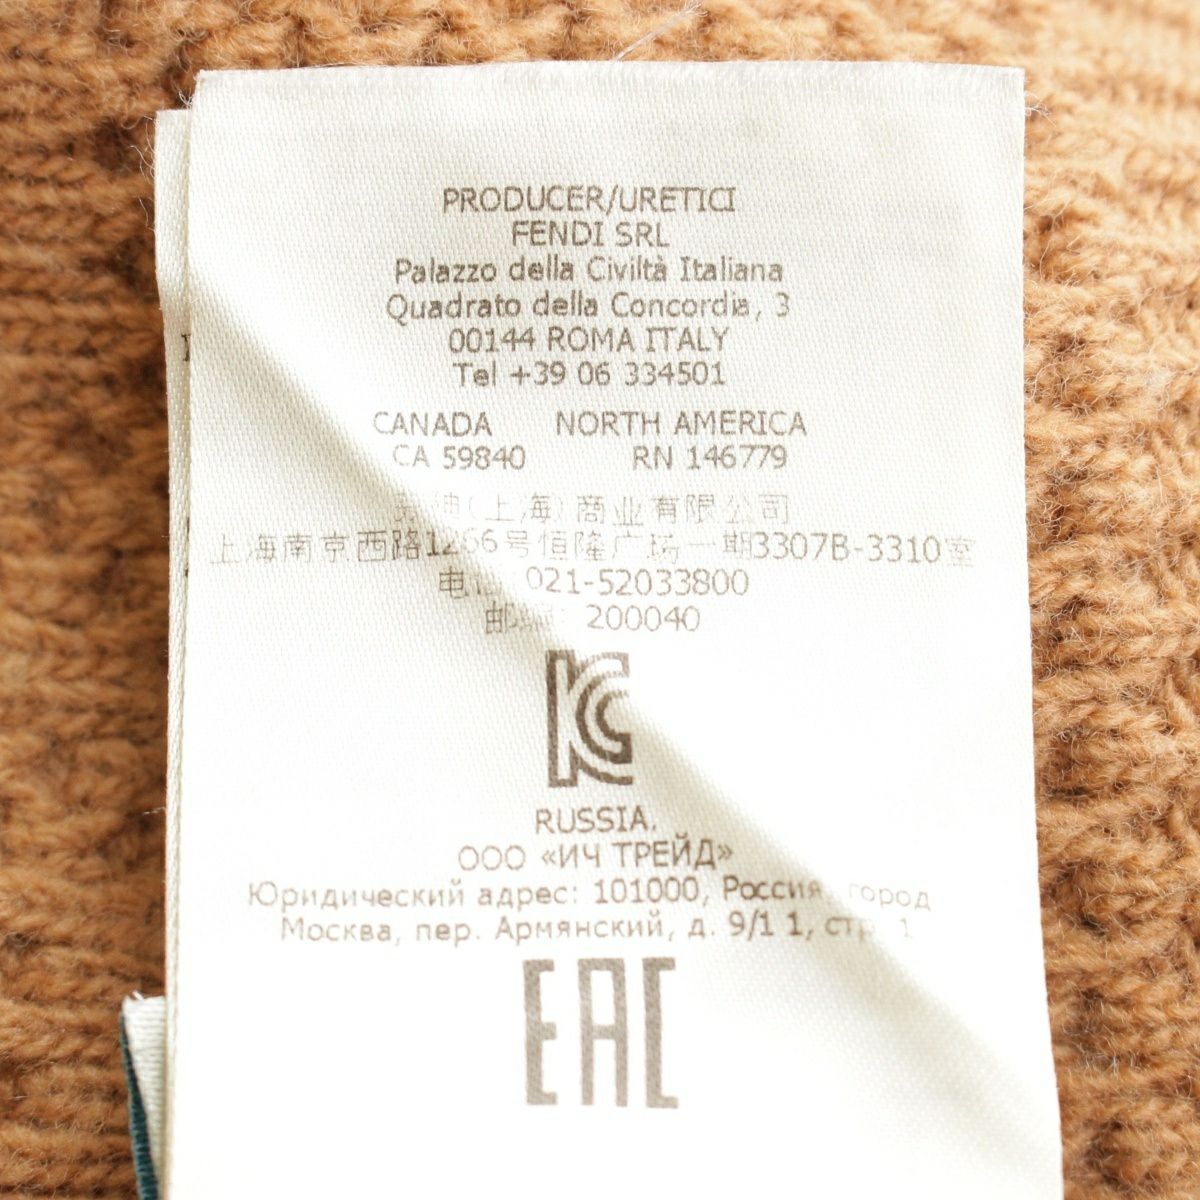 PRODUCER/URETICI
FENDI SRL
Palazzo della Civiltà Italiana
Quadrato della Concordia, 3
00144 ROMA ITALY
Tel +39 06 334501
CANADA NORTH AMERICA
CA 59840 RN 146779
(上海)商业有限公司
上海南京西路1266号恒隆广场一期3307B-3310室
021-52033800
200040
KC
RUSSIA.
ООО «ИЧ ТРЕЙД»
Юридический адрес: 101000, Россия, город
Москва, пер. Армянский, д. 9/1 1, стр. 1
EAC